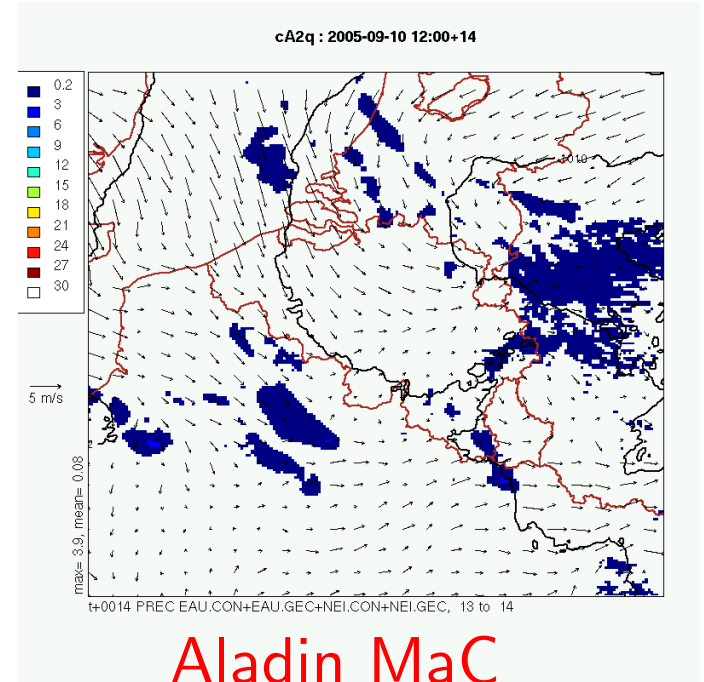 cA2q : 2005-09-10 12:00+14
0.2
3
6
9
12
15
18
21
24
27
30
1010
5 m/s
max= 3.9, mean= 0.08
t+0014 PREC EAU.CON+EAU.GEC+NEI.CON+NEI.GEC, 13 to 14
Aladin MaC